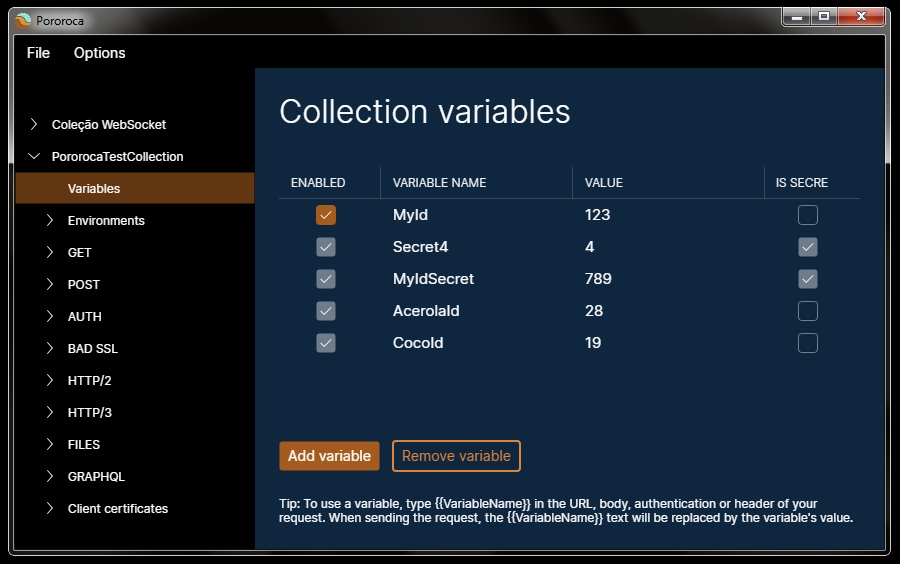 Pororoca
File Options
Coleção WebSocket
PororocaTestCollection
Variables
Environments
GET
POST
AUTH
BAD SSL
HTTP/2
HTTP/3
FILES
GRAPHQL
Client certificates
Collection variables
ENABLED VARIABLE NAME VALUE IS SECRE
MyId 123
Secret4 4
MyIdSecret 789
AcerolaId 28
CocoId 19
Add variable Remove variable
Tip: To use a variable, type {{VariableName}} in the URL, body, authentication or header of your
request. When sending the request, the {{VariableName}} text will be replaced by the variable's value.